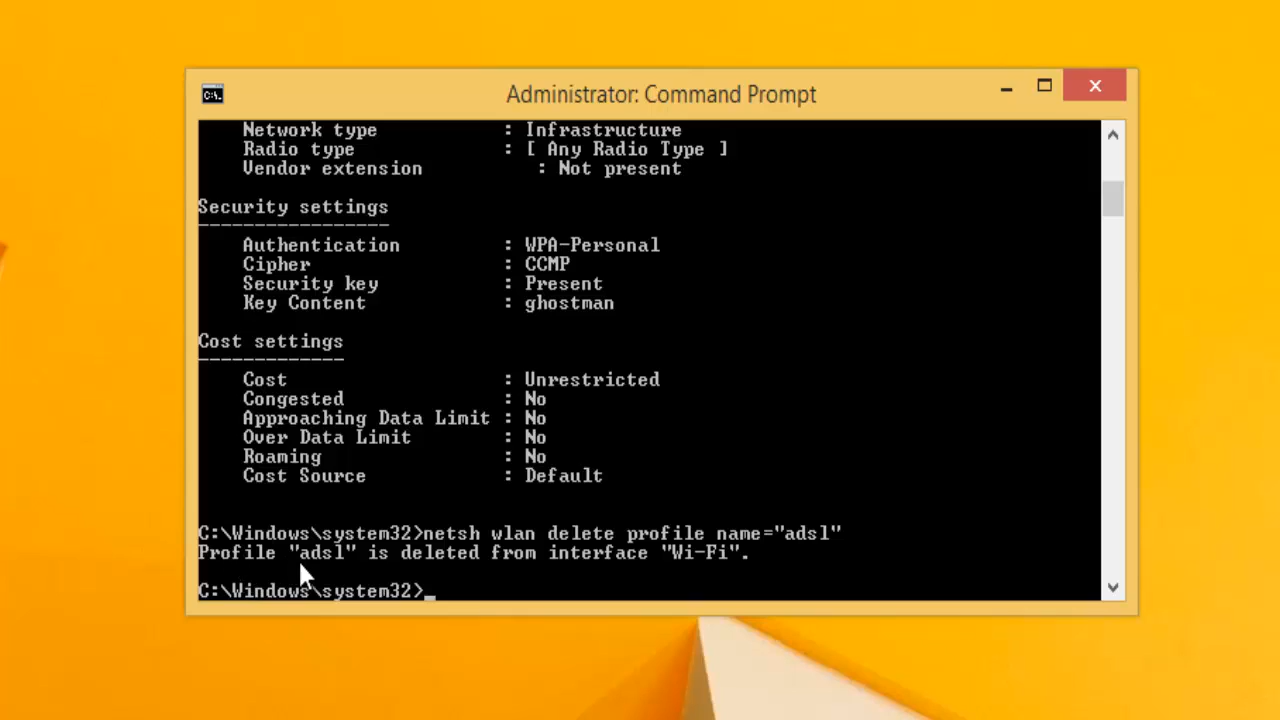 Administrator: Command Prompt
Network type : Infrastructure
Radio type : [ Any Radio Type ]
Vendor extension : Not present
Security settings
-----------------
Authentication : WPA-Personal
Cipher : CCMP
Security key : Present
Key Content : ghostman
Cost settings
-------------
Cost : Unrestricted
Congested : No
Approaching Data Limit : No
Over Data Limit : No
Roaming : No
Cost Source : Default
C:\Windows\system32>netsh wlan delete profile name="adsl"
Profile "adsl" is deleted from interface "Wi-Fi".
C:\Windows\system32>_